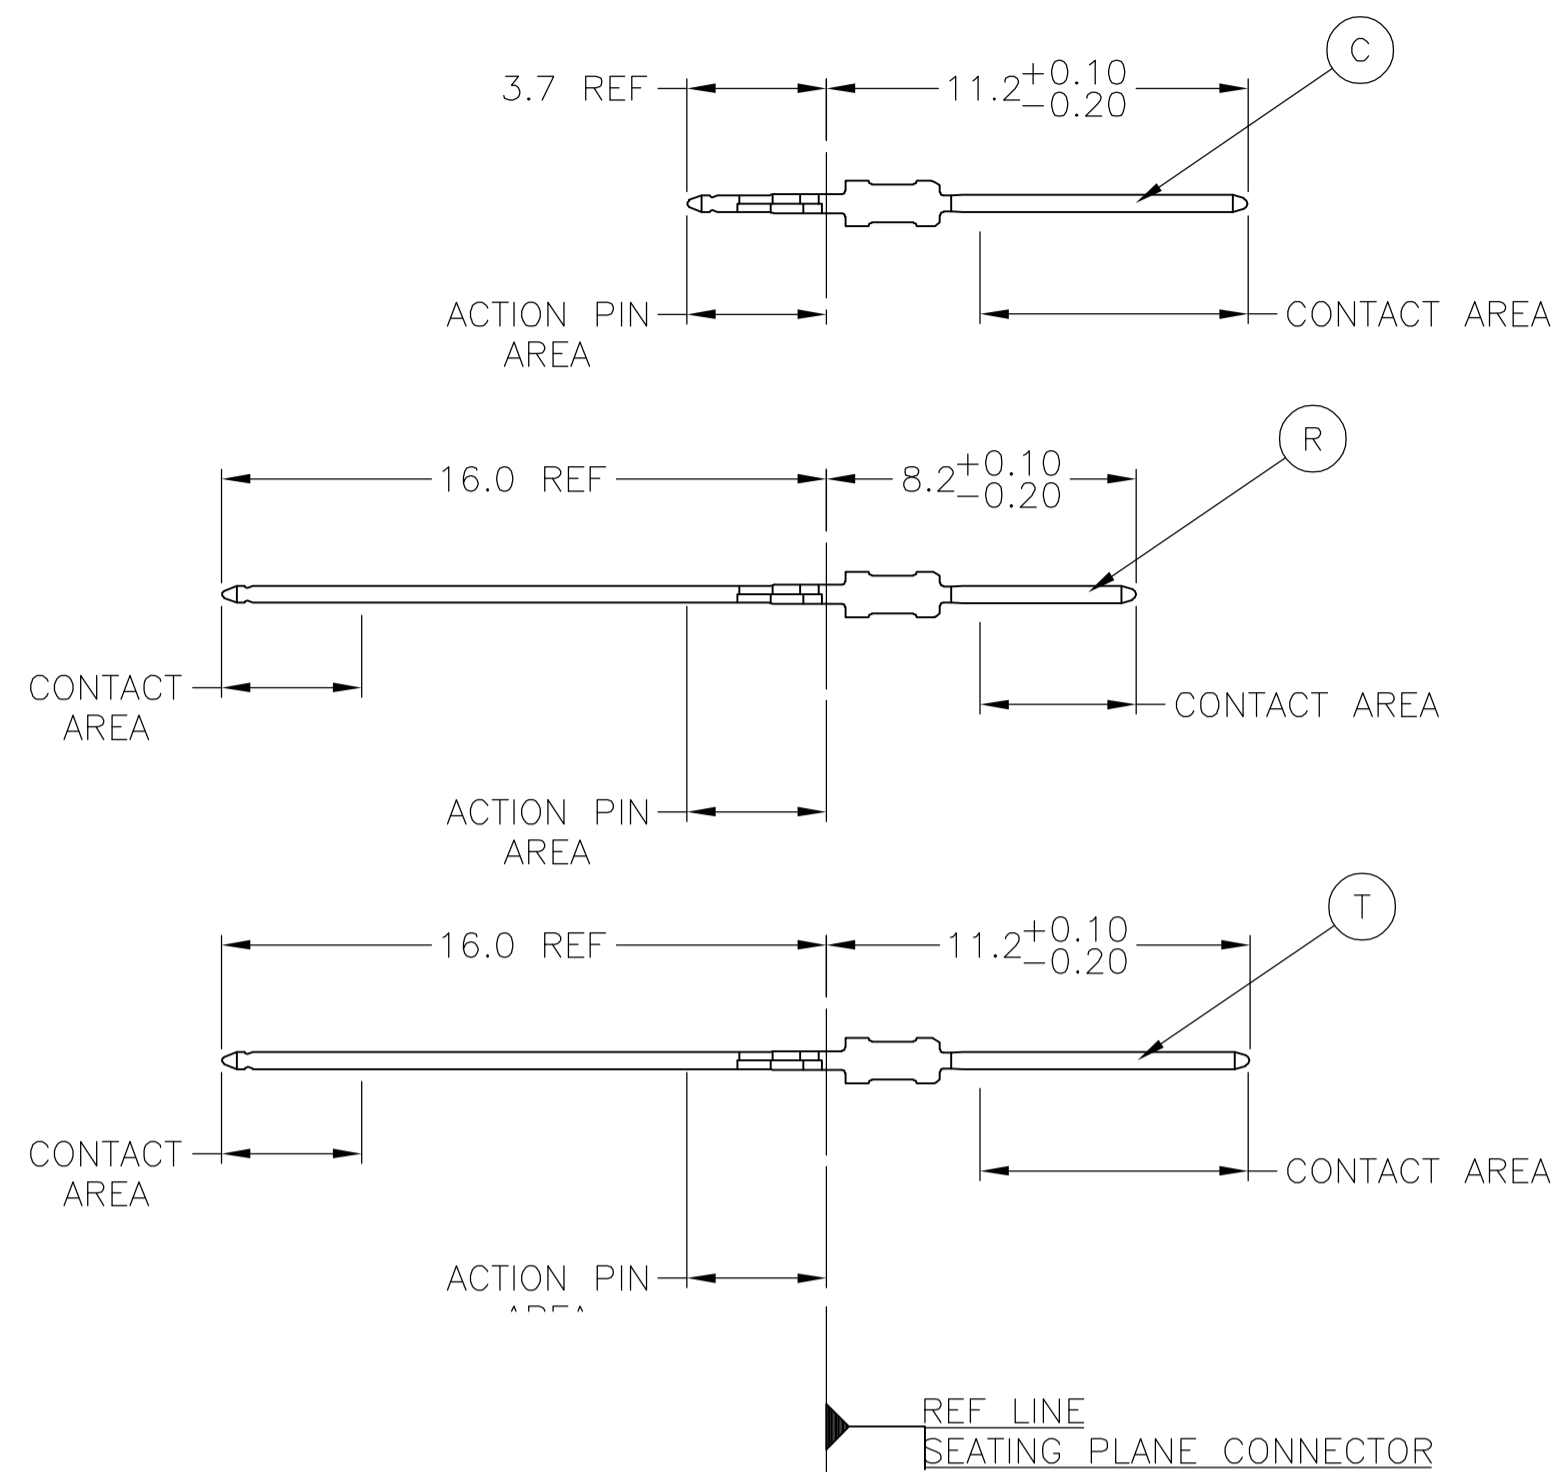 C
3.7 REF
11.2 +0.10
-0.20
ACTION PIN
AREA
CONTACT AREA
R
16.0 REF
8.2 +0.10
-0.20
CONTACT
AREA
CONTACT AREA
ACTION PIN
AREA
T
16.0 REF
11.2 +0.10
-0.20
CONTACT
AREA
CONTACT AREA
ACTION PIN
REF LINE
SEATING PLANE CONNECTOR